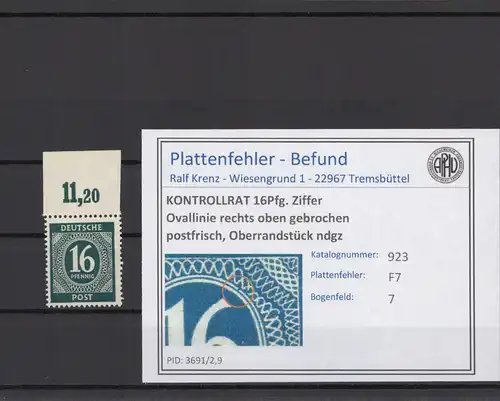 11,20
DEUTSCHE
16
PFENNIG
POST
Plattenfehler - Befund
Ralf Krenz - Wiesengrund 1 - 22967 Tremsbüttel
KONTROLLRAT 16Pfg. Ziffer
Ovallinie rechts oben gebrochen
postfrisch, Oberrandstück ndgz
Katalognummer: 923
Plattenfehler: F7
Bogenfeld: 7
16
PID: 3691/2,9